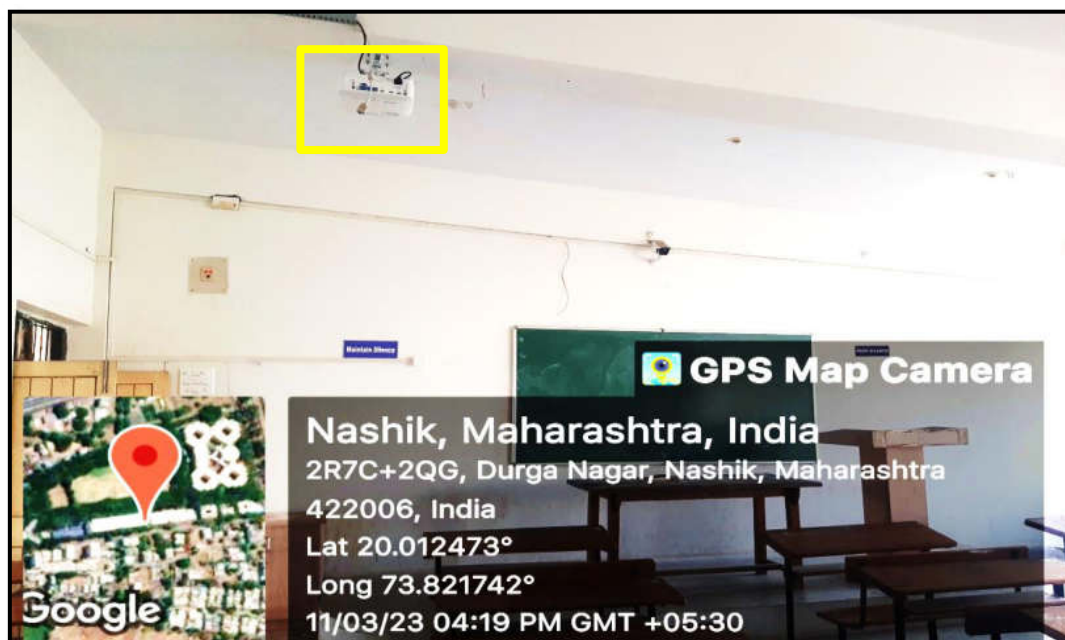 Maintain Silence
GPS Map Camera
Nashik, Maharashtra, India
2R7C+2QG, Durga Nagar, Nashik, Maharashtra
422006, India
Lat 20.012473°
Long 73.821742°
11/03/23 04:19 PM GMT +05:30
Google